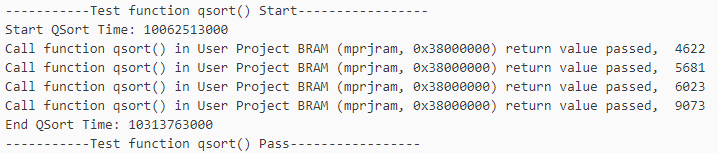 -----------Test function qsort() Start-----------------
Start QSort Time: 10062513000
Call function qsort() in User Project BRAM (mprjram, 0x38000000) return value passed,  4622
Call function qsort() in User Project BRAM (mprjram, 0x38000000) return value passed,  5681
Call function qsort() in User Project BRAM (mprjram, 0x38000000) return value passed,  6023
Call function qsort() in User Project BRAM (mprjram, 0x38000000) return value passed,  9073
End QSort Time: 10313763000
-----------Test function qsort() Pass-----------------